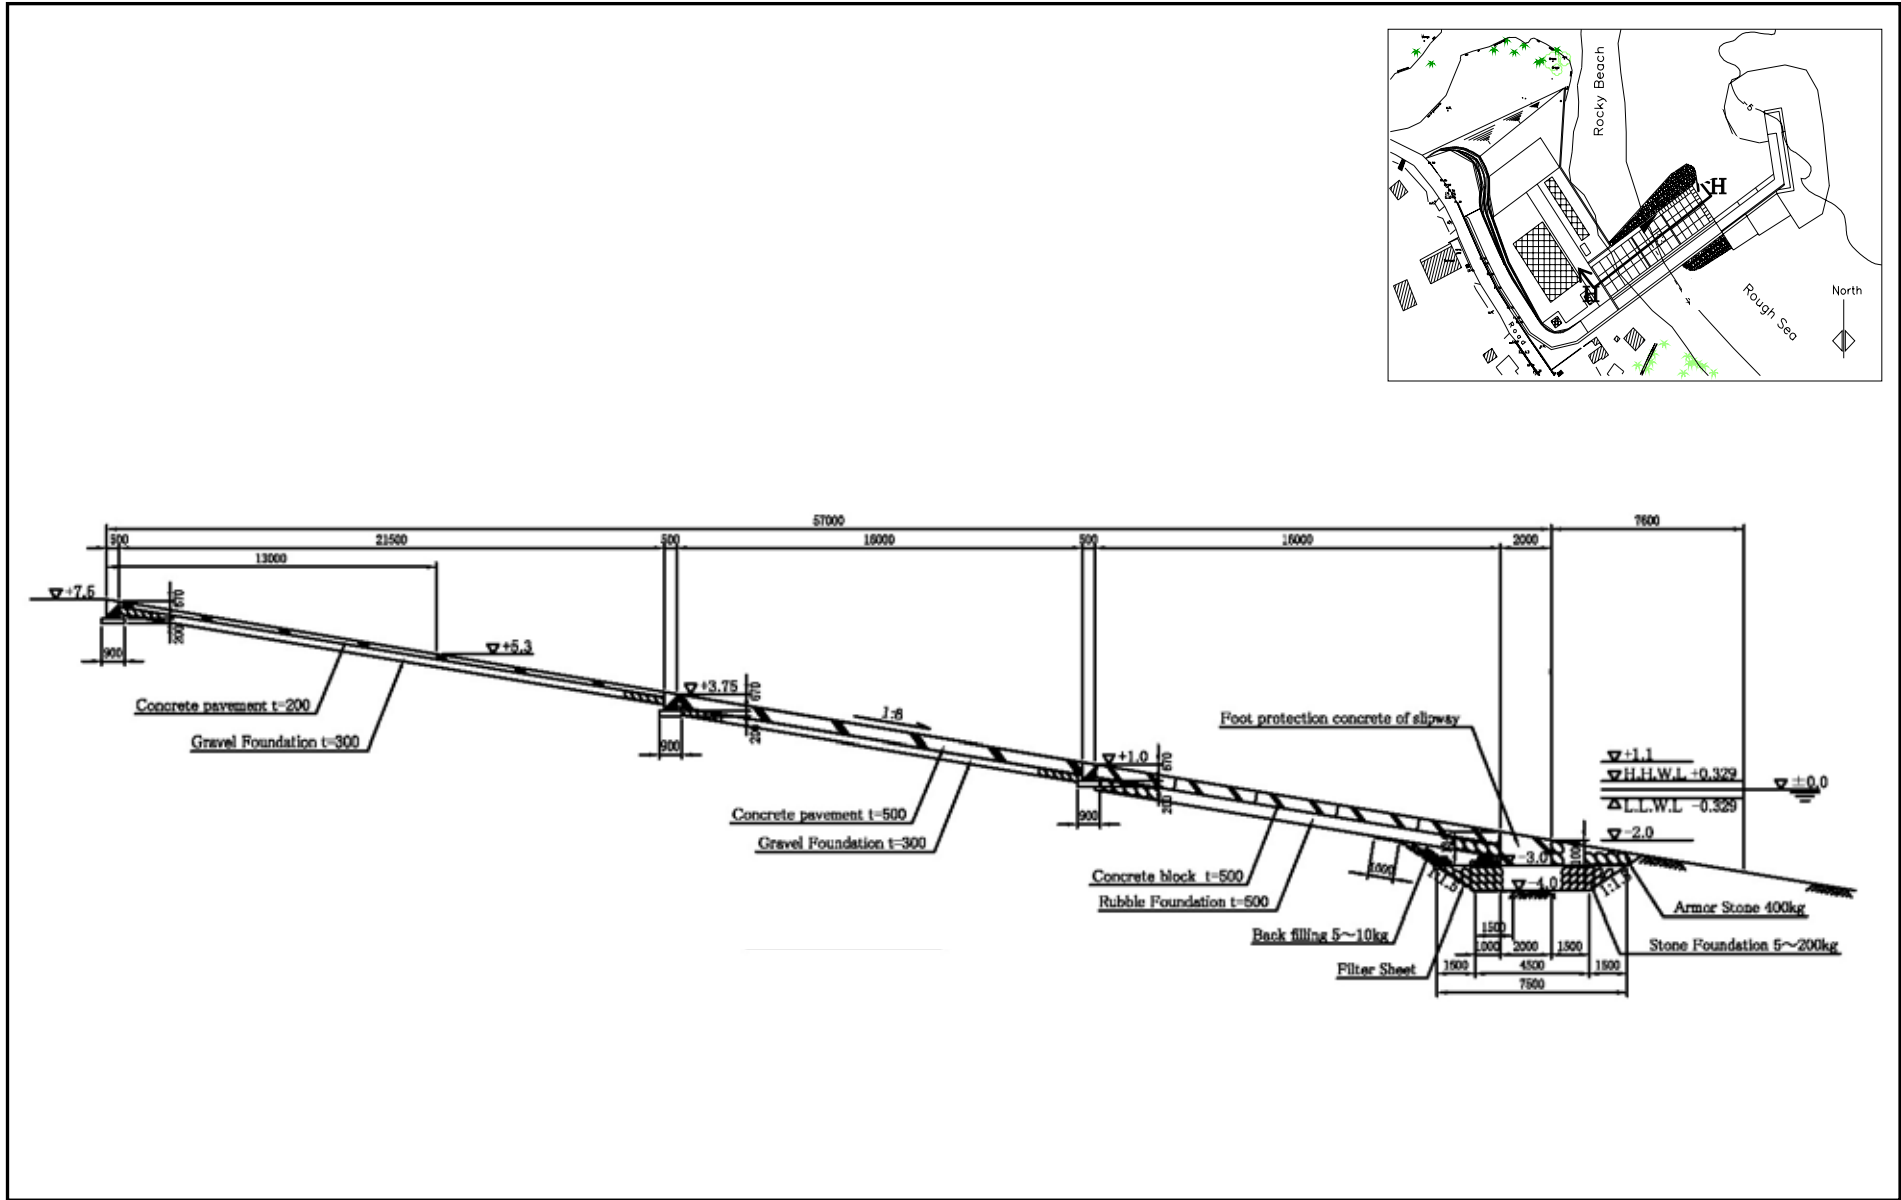 Rocky Beach
-5
H
H
Rough Sea
North
57000
7600
500
21500
500
16000
500
16000
2000
13000
+7.5
670
200
900
+5.3
+3.75
670
900
1:6
Concrete pavement t=200
Gravel Foundation t=300
+1.0
670
200
900
Foot protection concrete of slipway
+1.1
H.H.W.L +0.329
±0.0
L.L.W.L -0.329
-2.0
Concrete pavement t=500
Gravel Foundation t=300
-3.0
-4.0
1:1.5
Concrete block t=500
Rubble Foundation t=500
Armor Stone 400kg
Back filling 5~10kg
Stone Foundation 5~200kg
Filter Sheet
1500
1000
2000
1500
1500
4500
1500
7500